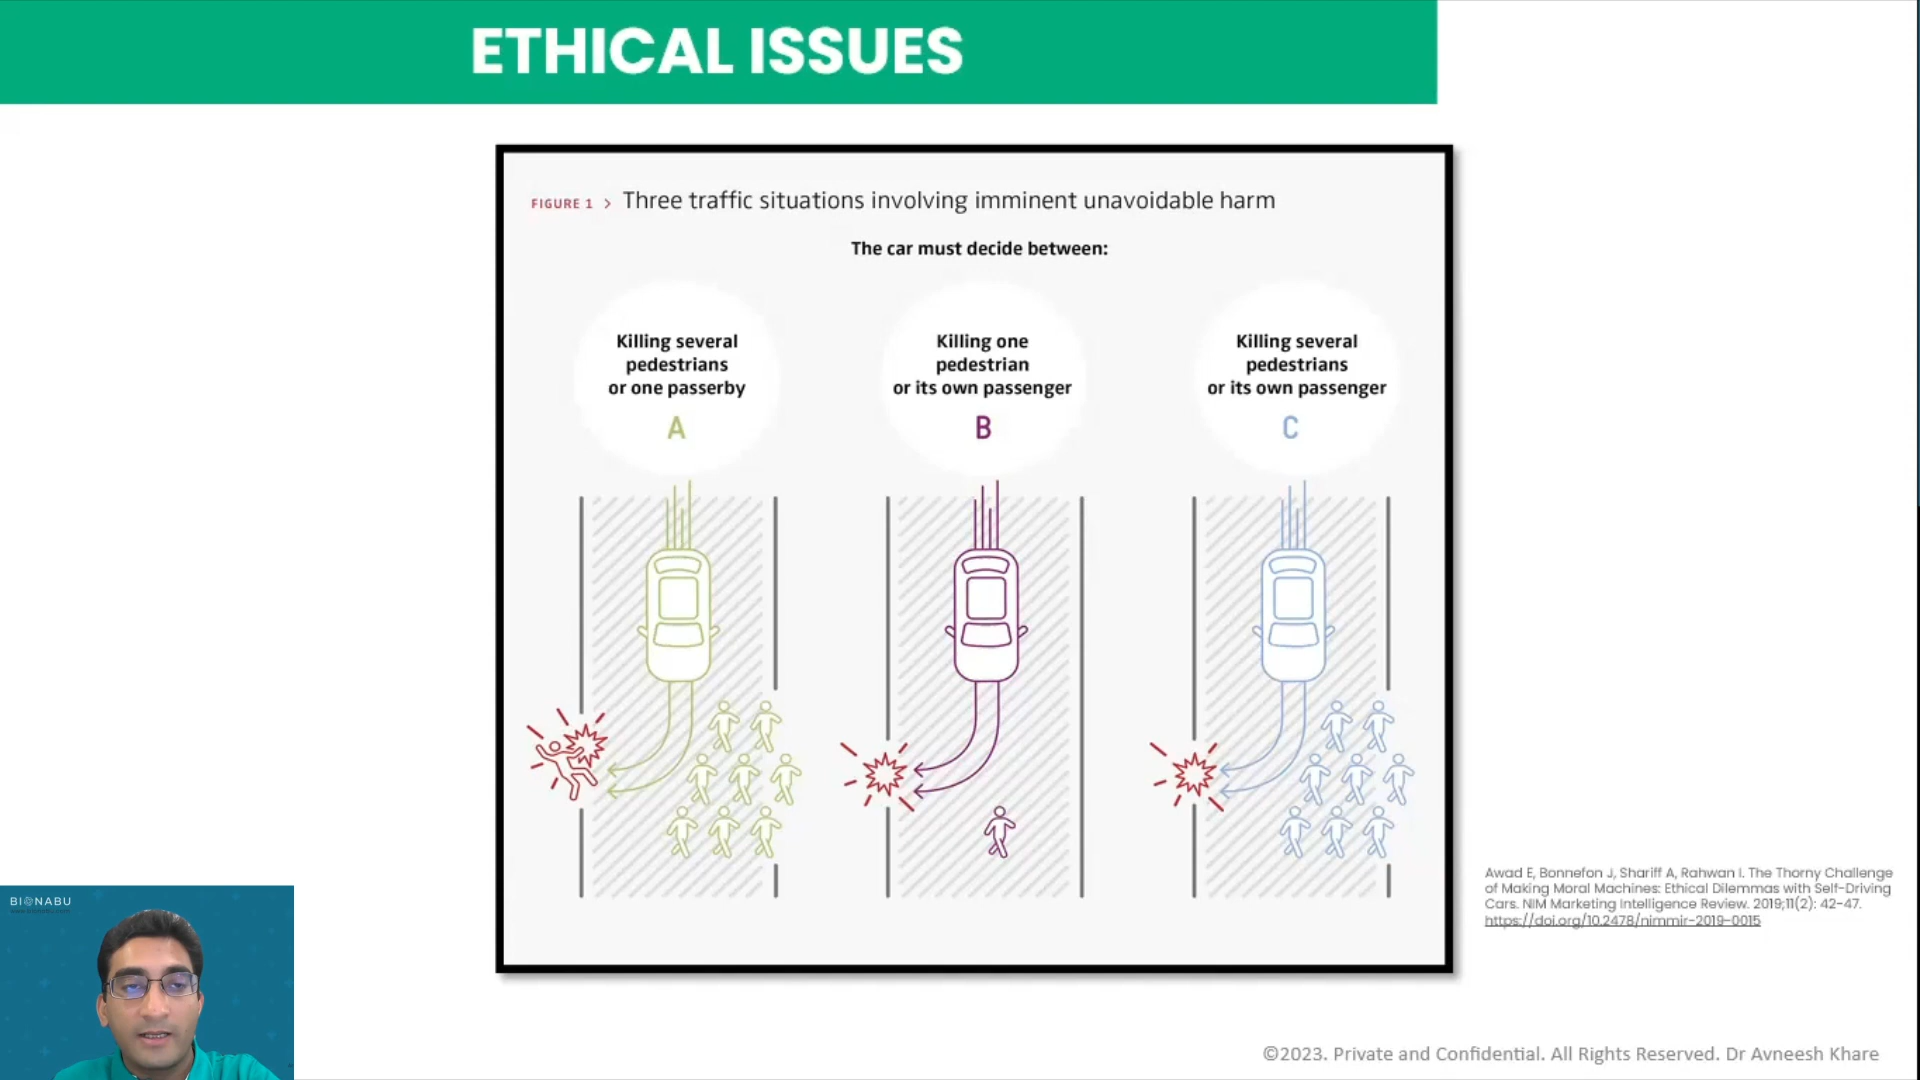 ETHICAL ISSUES
FIGURE 1 > Three traffic situations involving imminent unavoidable harm
The car must decide between:
Killing several
pedestrians
or one passerby
A
Killing one
pedestrian
or its own passenger
B
Killing several
pedestrians
or its own passenger
C
Awad E, Bonnefon J, Shariff A, Rahwan I. The Thorny Challenge
of Making Moral Machines: Ethical Dilemmas with Self-Driving
Cars. NIM Marketing Intelligence Review. 2019;11(2): 42-47.
https://doi.org/10.2478/nimmir-2019-0015
BIONABU
©2023. Private and Confidential. All Rights Reserved. Dr Avneesh Khare